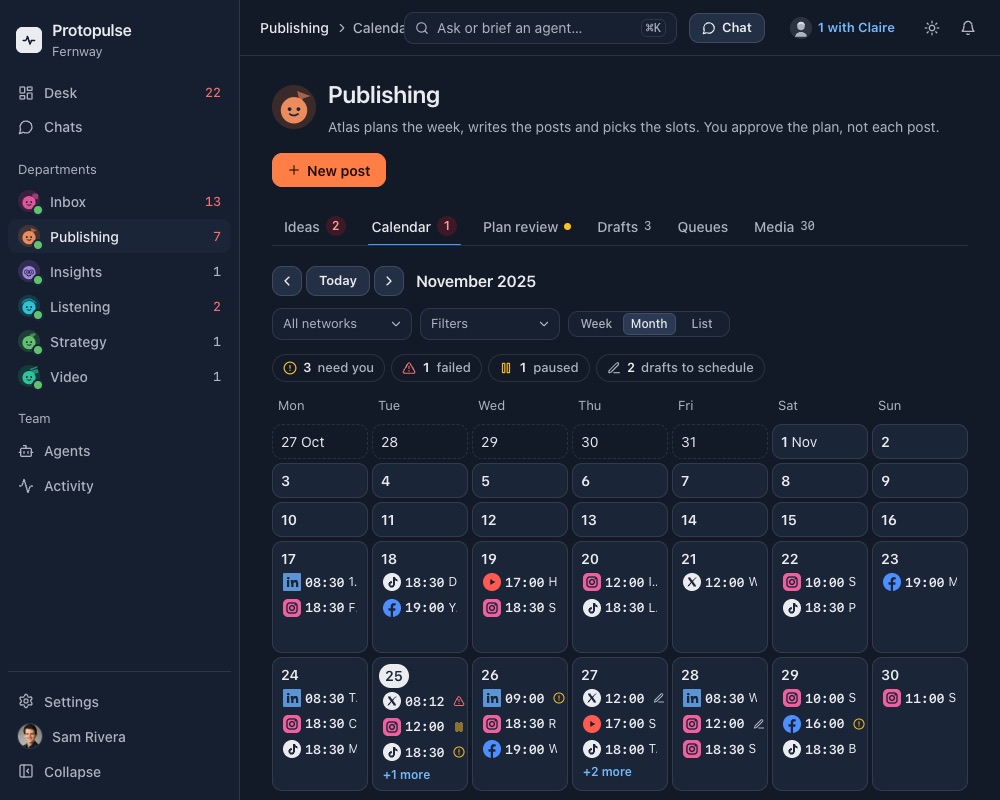 Protopulse
Fernway
Desk 22
Chats
Departments
Inbox 13
Publishing 7
Insights 1
Listening 2
Strategy 1
Video 1
Team
Agents
Activity
Settings
Sam Rivera
Collapse
Publishing > Calenda
Ask or brief an agent… ⌘K
Chat
1 with Claire
Publishing
Atlas plans the week, writes the posts and picks the slots. You approve the plan, not each post.
+ New post
Ideas 2 Calendar 1 Plan review Drafts 3 Queues Media 30
Today November 2025
All networks Filters Week Month List
3 need you 1 failed 1 paused 2 drafts to schedule
Mon Tue Wed Thu Fri Sat Sun
27 Oct 28 29 30 31 1 Nov 2
3 4 5 6 7 8 9
10 11 12 13 14 15 16
17 18 19 20 21 22 23
08:30 1. 18:30 D 17:00 H 12:00 I.. 12:00 10:00 S 19:00 M
18:30 F 19:00 Y. 18:30 S 18:30 L. 18:30 P
24 25 26 27 28 29 30
08:30 T. 08:12 09:00 12:00 08:30 10:00 S 11:00 S
18:30 C 12:00 18:30 R 17:00 S 12:00 16:00
18:30 M 18:30 19:00 18:00 T. 18:30 S 18:30 B
+1 more +2 more